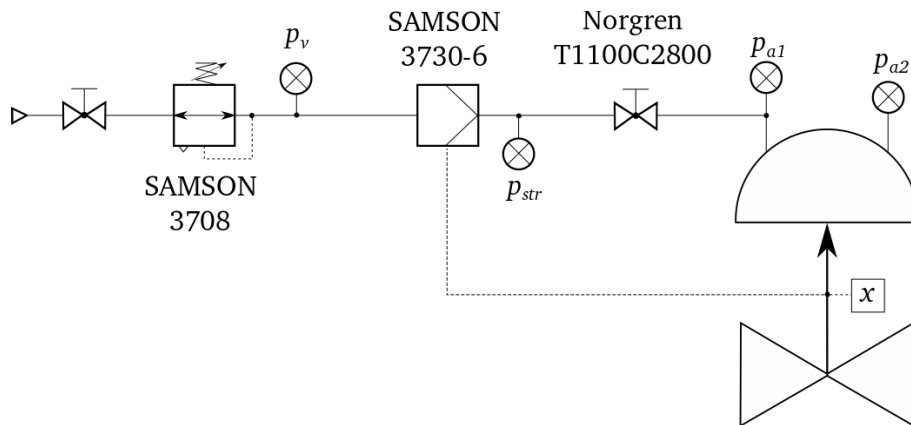 SAMSON
3730-6
Norgren
T1100C2800
p_v
p_a1
p_a2
SAMSON
3708
p_str
x